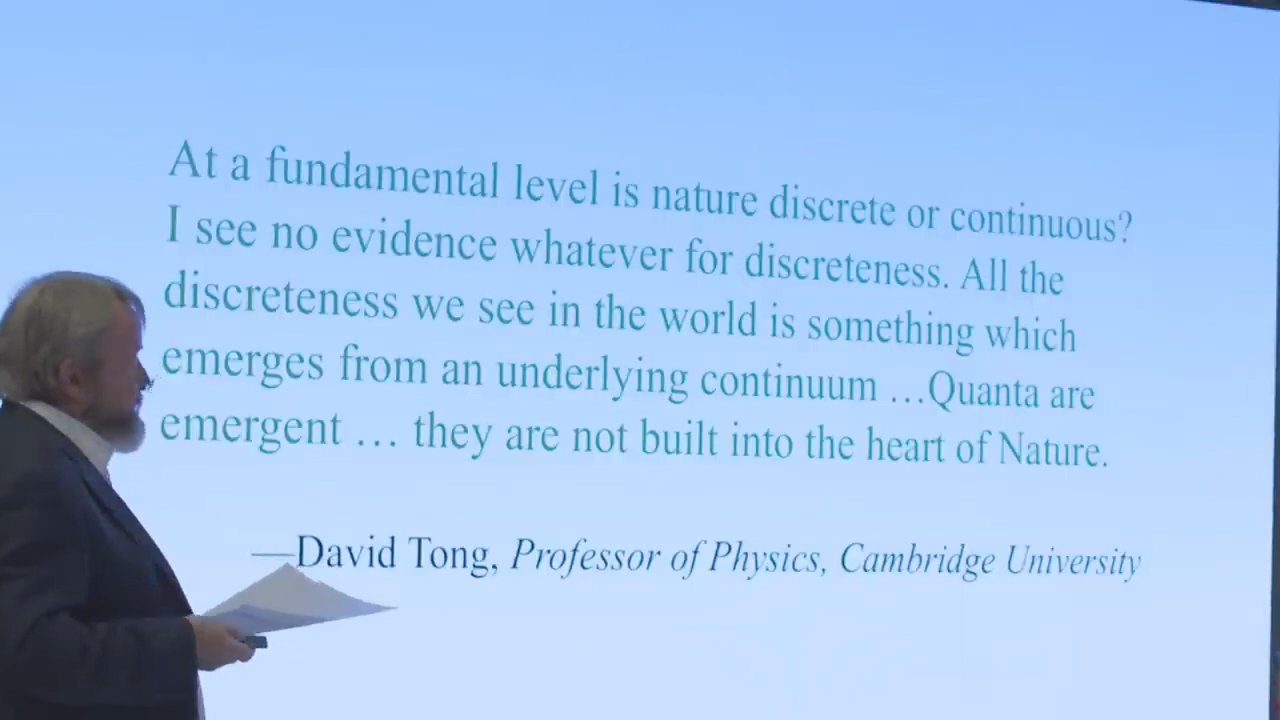 At a fundamental level is nature discrete or continuous?
I see no evidence whatever for discreteness. All the
discreteness we see in the world is something which
emerges from an underlying continuum …Quanta are
emergent … they are not built into the heart of Nature.
—David Tong, Professor of Physics, Cambridge University